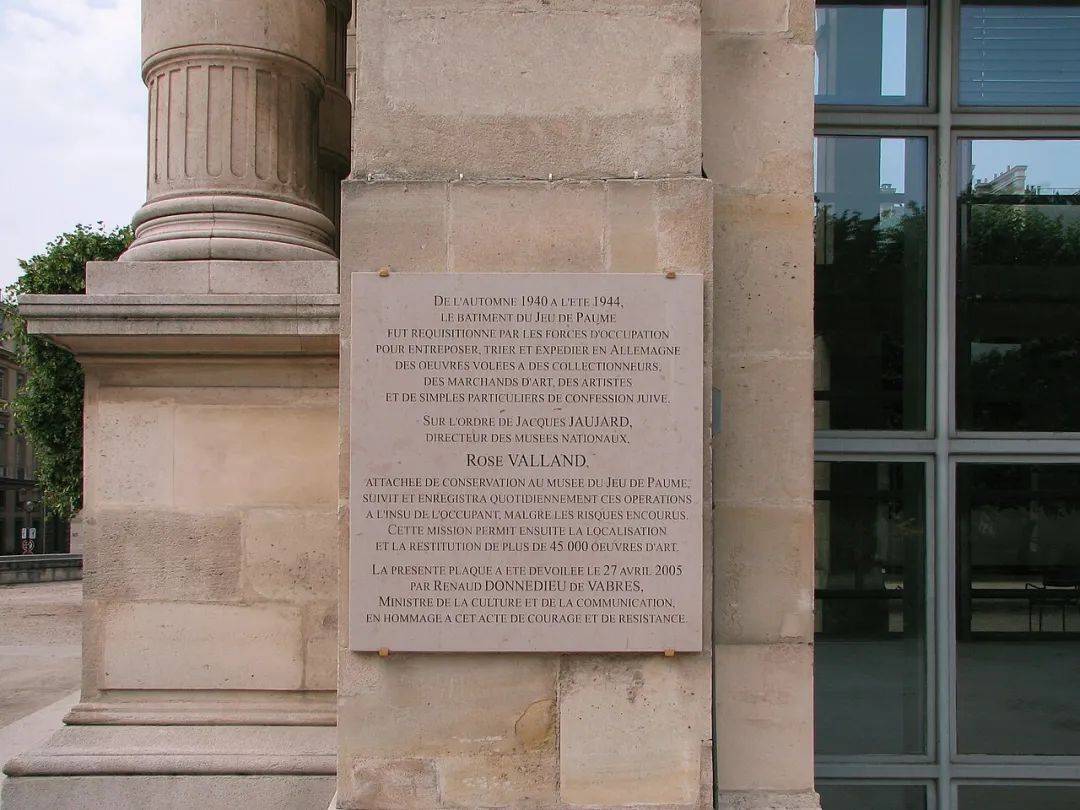 DE L'AUTOMNE 1940 A L'ETE 1944,
LE BATIMENT DU JEU DE PAUME
FUT REQUISITIONNE PAR LES FORCES D'OCCUPATION
POUR ENTREPOSER, TRIER ET EXPEDIER EN ALLEMAGNE
DES OEUVRES VOLEES A DES COLLECTIONNEURS,
DES MARCHANDS D'ART, DES ARTISTES
ET DE SIMPLES PARTICULIERS DE CONFESSION JUIVE.
SUR L'ORDRE DE JACQUES JAUJARD,
DIRECTEUR DES MUSEES NATIONAUX,
ROSE VALLAND,
ATTACHEE DE CONSERVATION AU MUSEE DU JEU DE PAUME,
SUIVIT ET ENREGISTRA QUOTIDIENNEMENT CES OPERATIONS
A L'INSU DE L'OCCUPANT, MALGRE LES RISQUES ENCOURUS.
CETTE MISSION PERMIT ENSUITE LA LOCALISATION
ET LA RESTITUTION DE PLUS DE 45 000 OEUVRES D'ART.
LA PRESENTE PLAQUE A ETE DEVOILEE LE 27 AVRIL 2005
PAR RENAUD DONNEDIEU DE VABRES,
MINISTRE DE LA CULTURE ET DE LA COMMUNICATION,
EN HOMMAGE A CET ACTE DE COURAGE ET DE RESISTANCE.